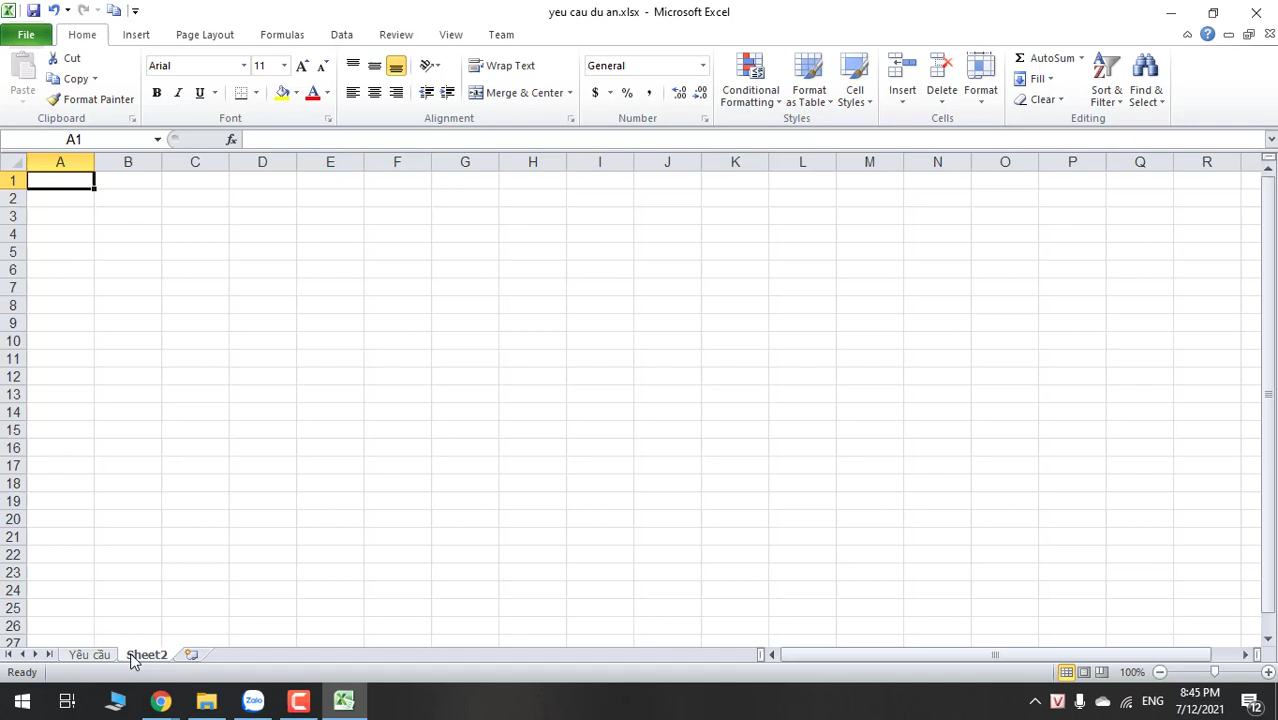 yeu cau du an.xlsx - Microsoft Excel
File Home Insert Page Layout Formulas Data Review View Team
Paste
Cut
Copy
Format Painter
Clipboard
Arial 11
B I U A
Font
Wrap Text
Merge & Center
Alignment
General
$ % ,
Number
Conditional Formatting
Format as Table
Cell Styles
Styles
Insert
Delete
Format
Cells
Σ AutoSum
Fill
Clear
Sort & Filter
Find & Select
Editing
A1 fx
A B C D E F G H I J K L M N O P Q R
1
2
3
4
5
6
7
8
9
10
11
12
13
14
15
16
17
18
19
20
21
22
23
24
25
26
27
Yêu cầu Sheet2
Ready 100%
Zalo V ENG 8:45 PM
7/12/2021 12